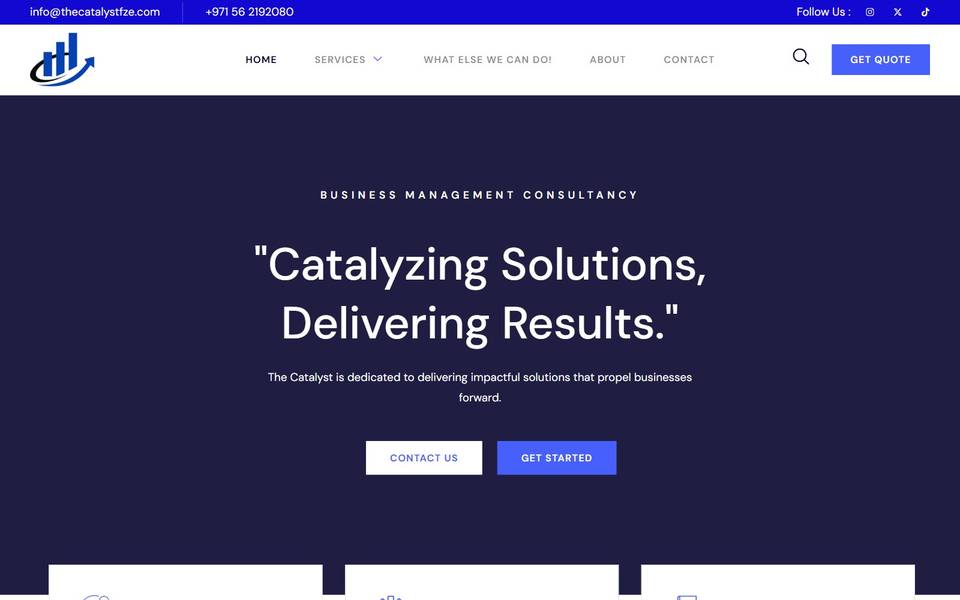 info@thecatalystfze.com +971 56 2192080 Follow Us :
HOME SERVICES WHAT ELSE WE CAN DO! ABOUT CONTACT GET QUOTE
BUSINESS MANAGEMENT CONSULTANCY
"Catalyzing Solutions,
Delivering Results."
The Catalyst is dedicated to delivering impactful solutions that propel businesses
forward.
CONTACT US GET STARTED